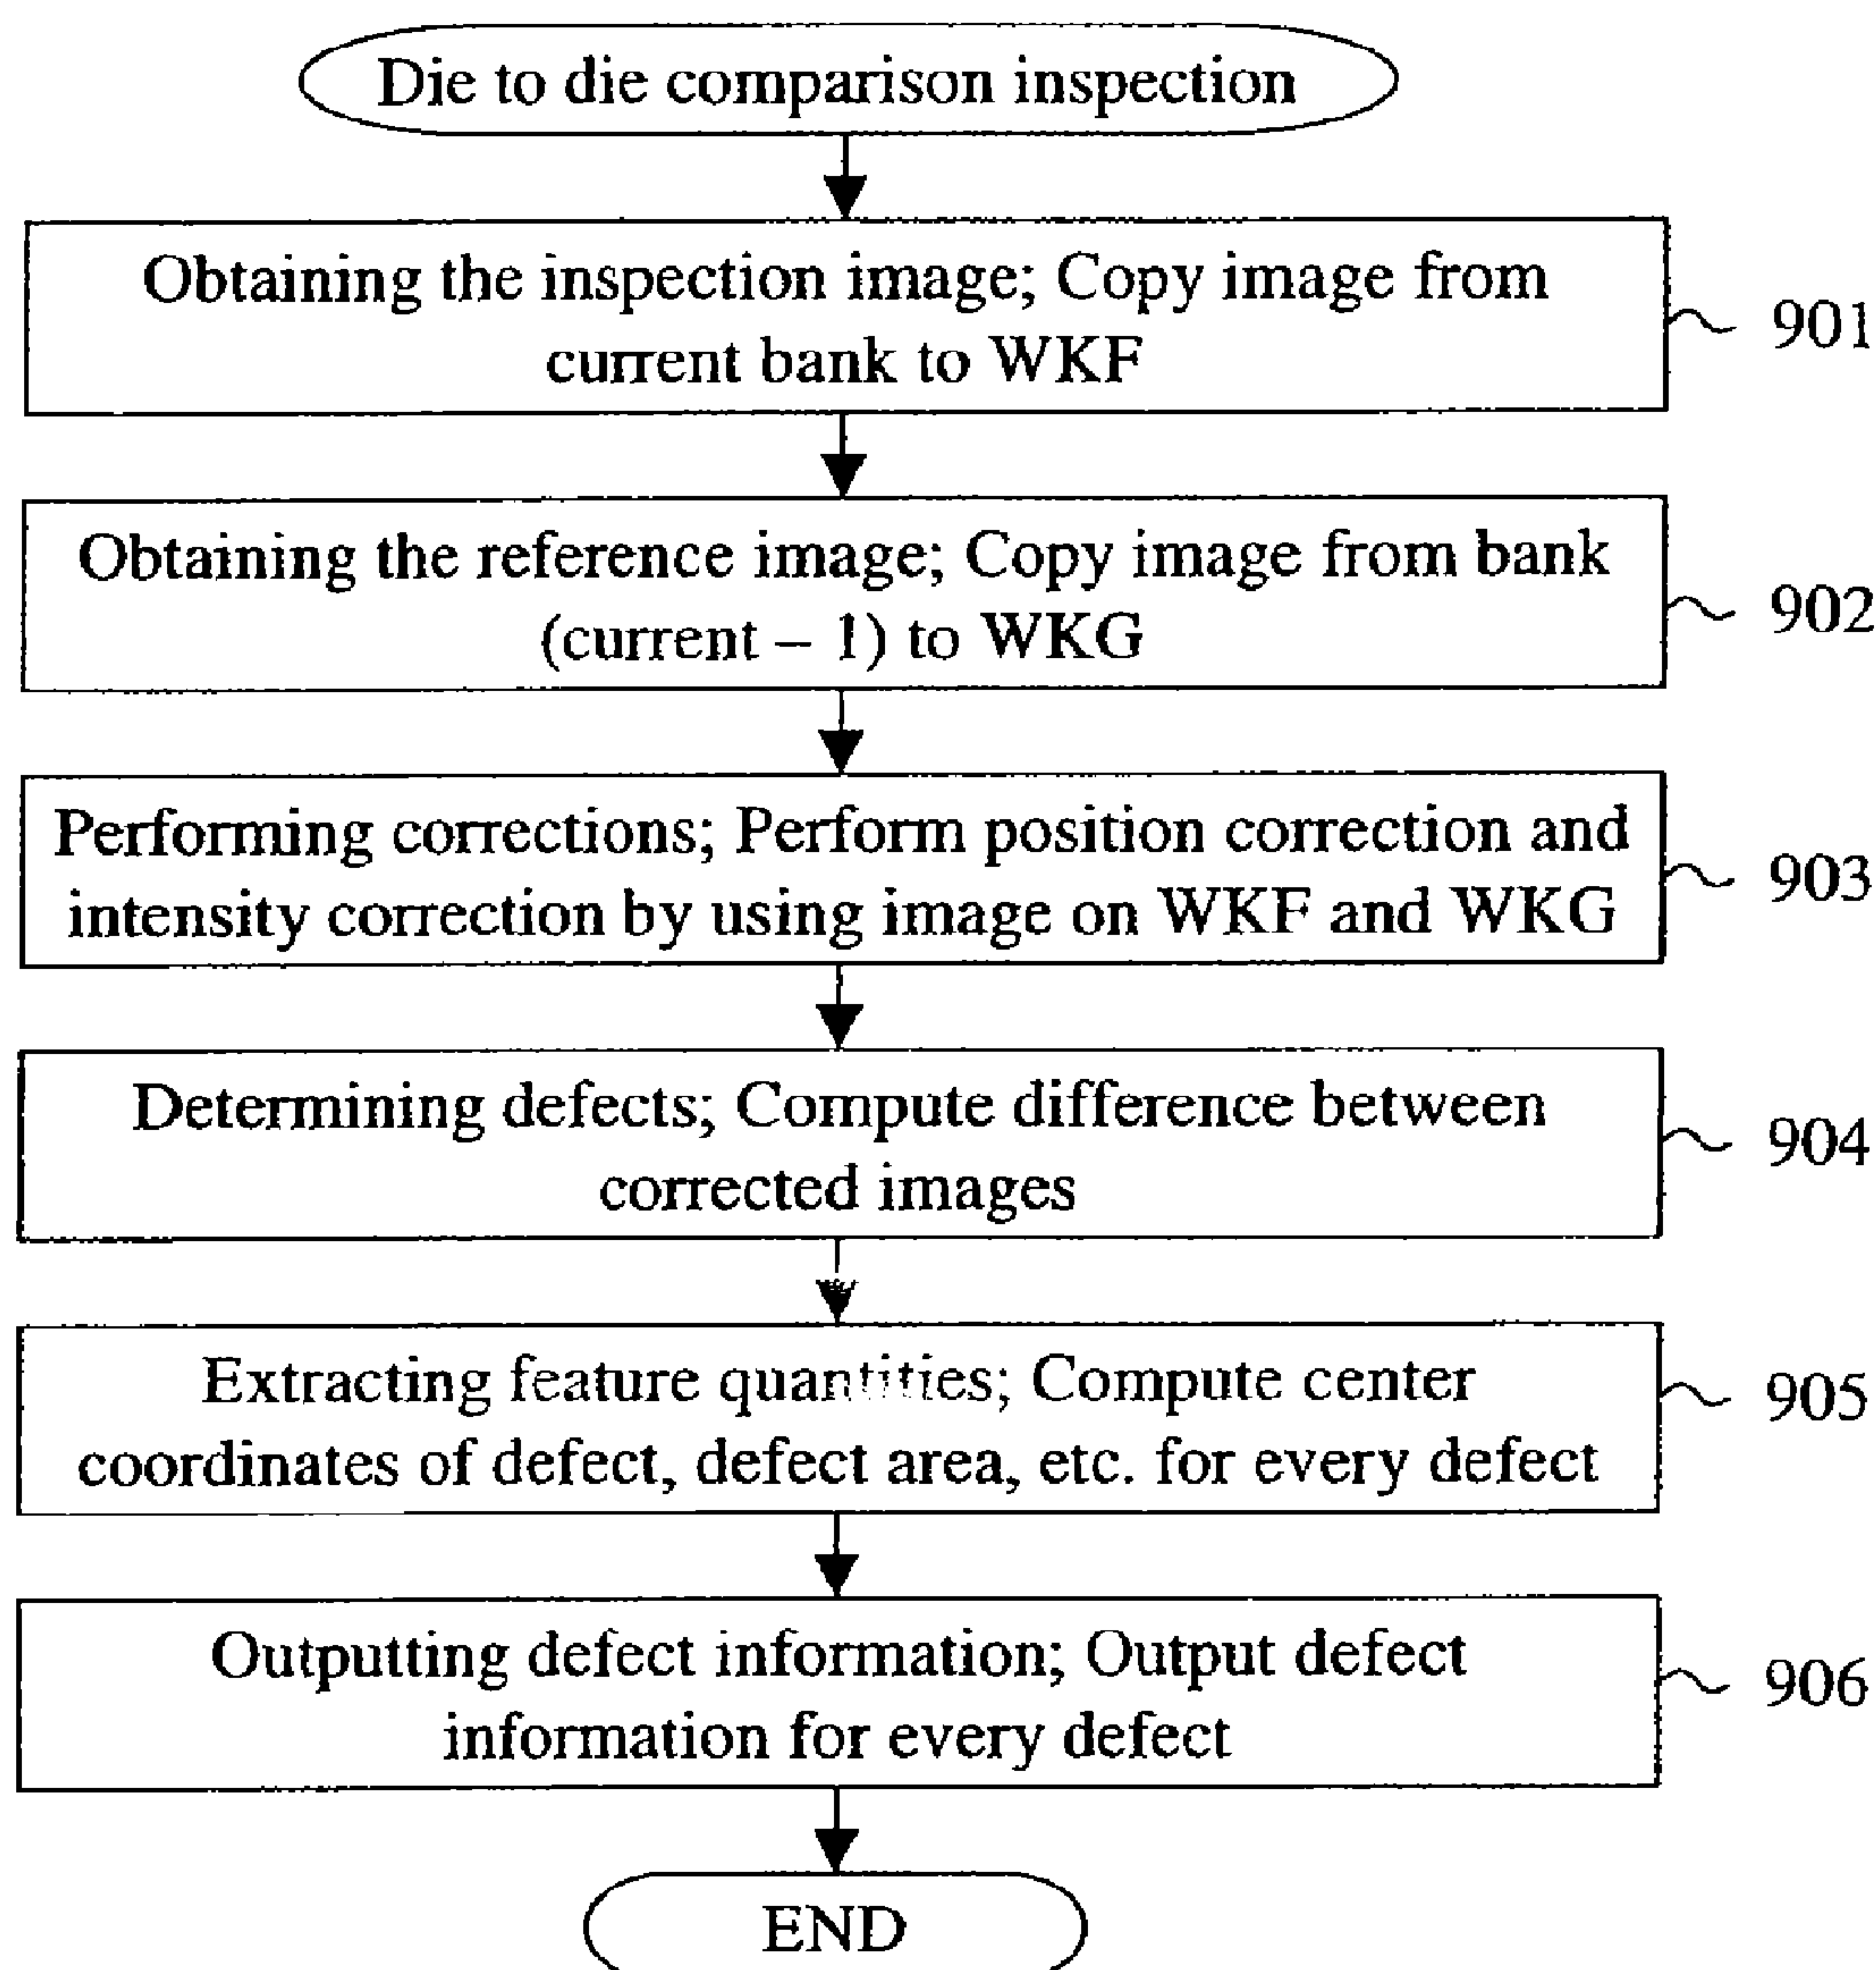 Die to die comparison inspection
Obtaining the inspection image; Copy image from
current bank to WKF
901
Obtaining the reference image; Copy image from bank
(current – 1) to WKG
902
Performing corrections; Perform position correction and
intensity correction by using image on WKF and WKG
903
Determining defects; Compute difference between
corrected images
904
Extracting feature quantities; Compute center
coordinates of defect, defect area, etc. for every defect
905
Outputting defect information; Output defect
information for every defect
906
END